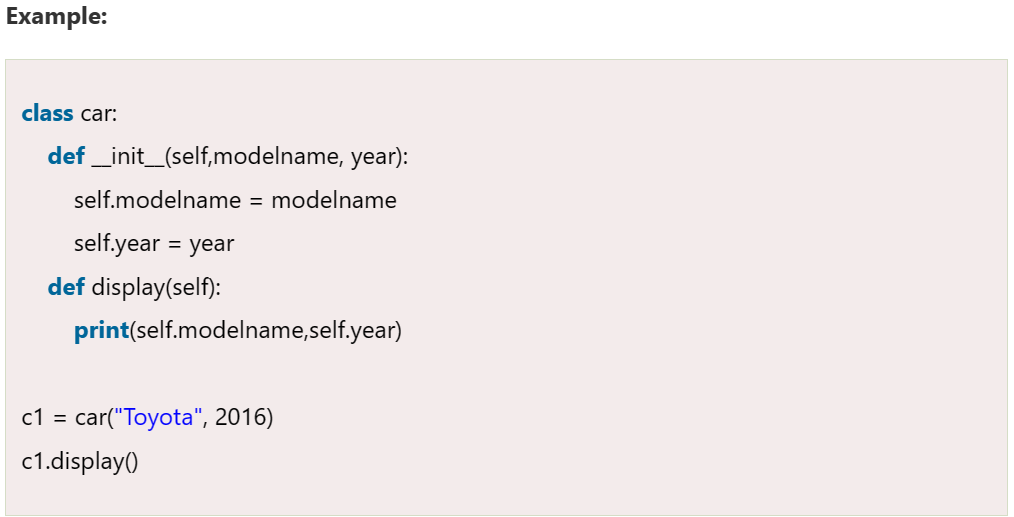 Example:
class car:
def __init__(self,modelname, year):
self.modelname = modelname
self.year = year
def display(self):
print(self.modelname,self.year)
c1 = car("Toyota", 2016)
c1.display()